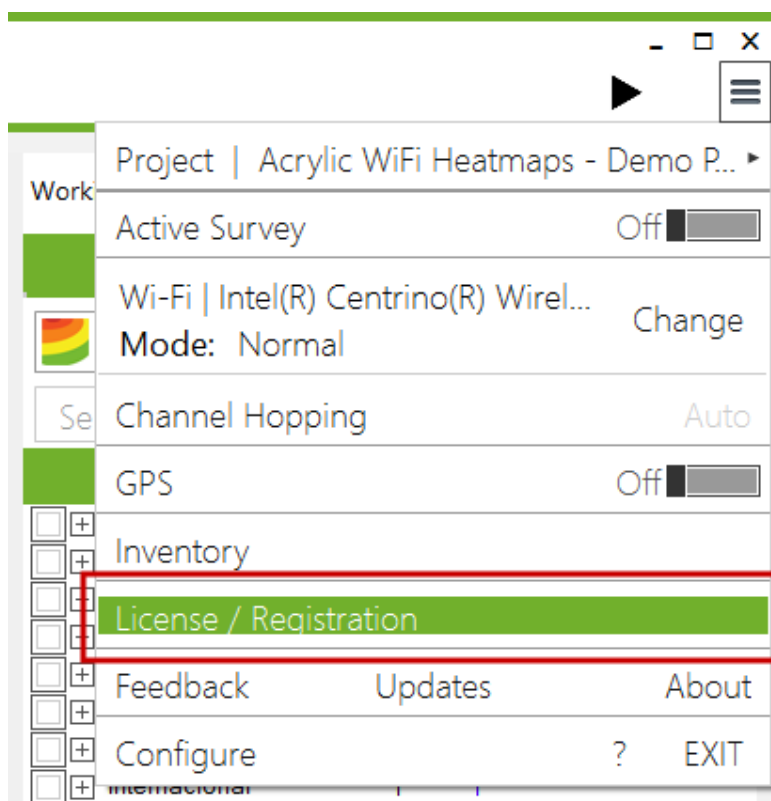 Project | Acrylic WiFi Heatmaps - Demo P...
Work
Active Survey Off
Wi-Fi | Intel(R) Centrino(R) Wirel... Change
Mode: Normal
Se
Channel Hopping Auto
GPS Off
Inventory
License / Registration
Feedback Updates About
Configure ? EXIT
Internacional